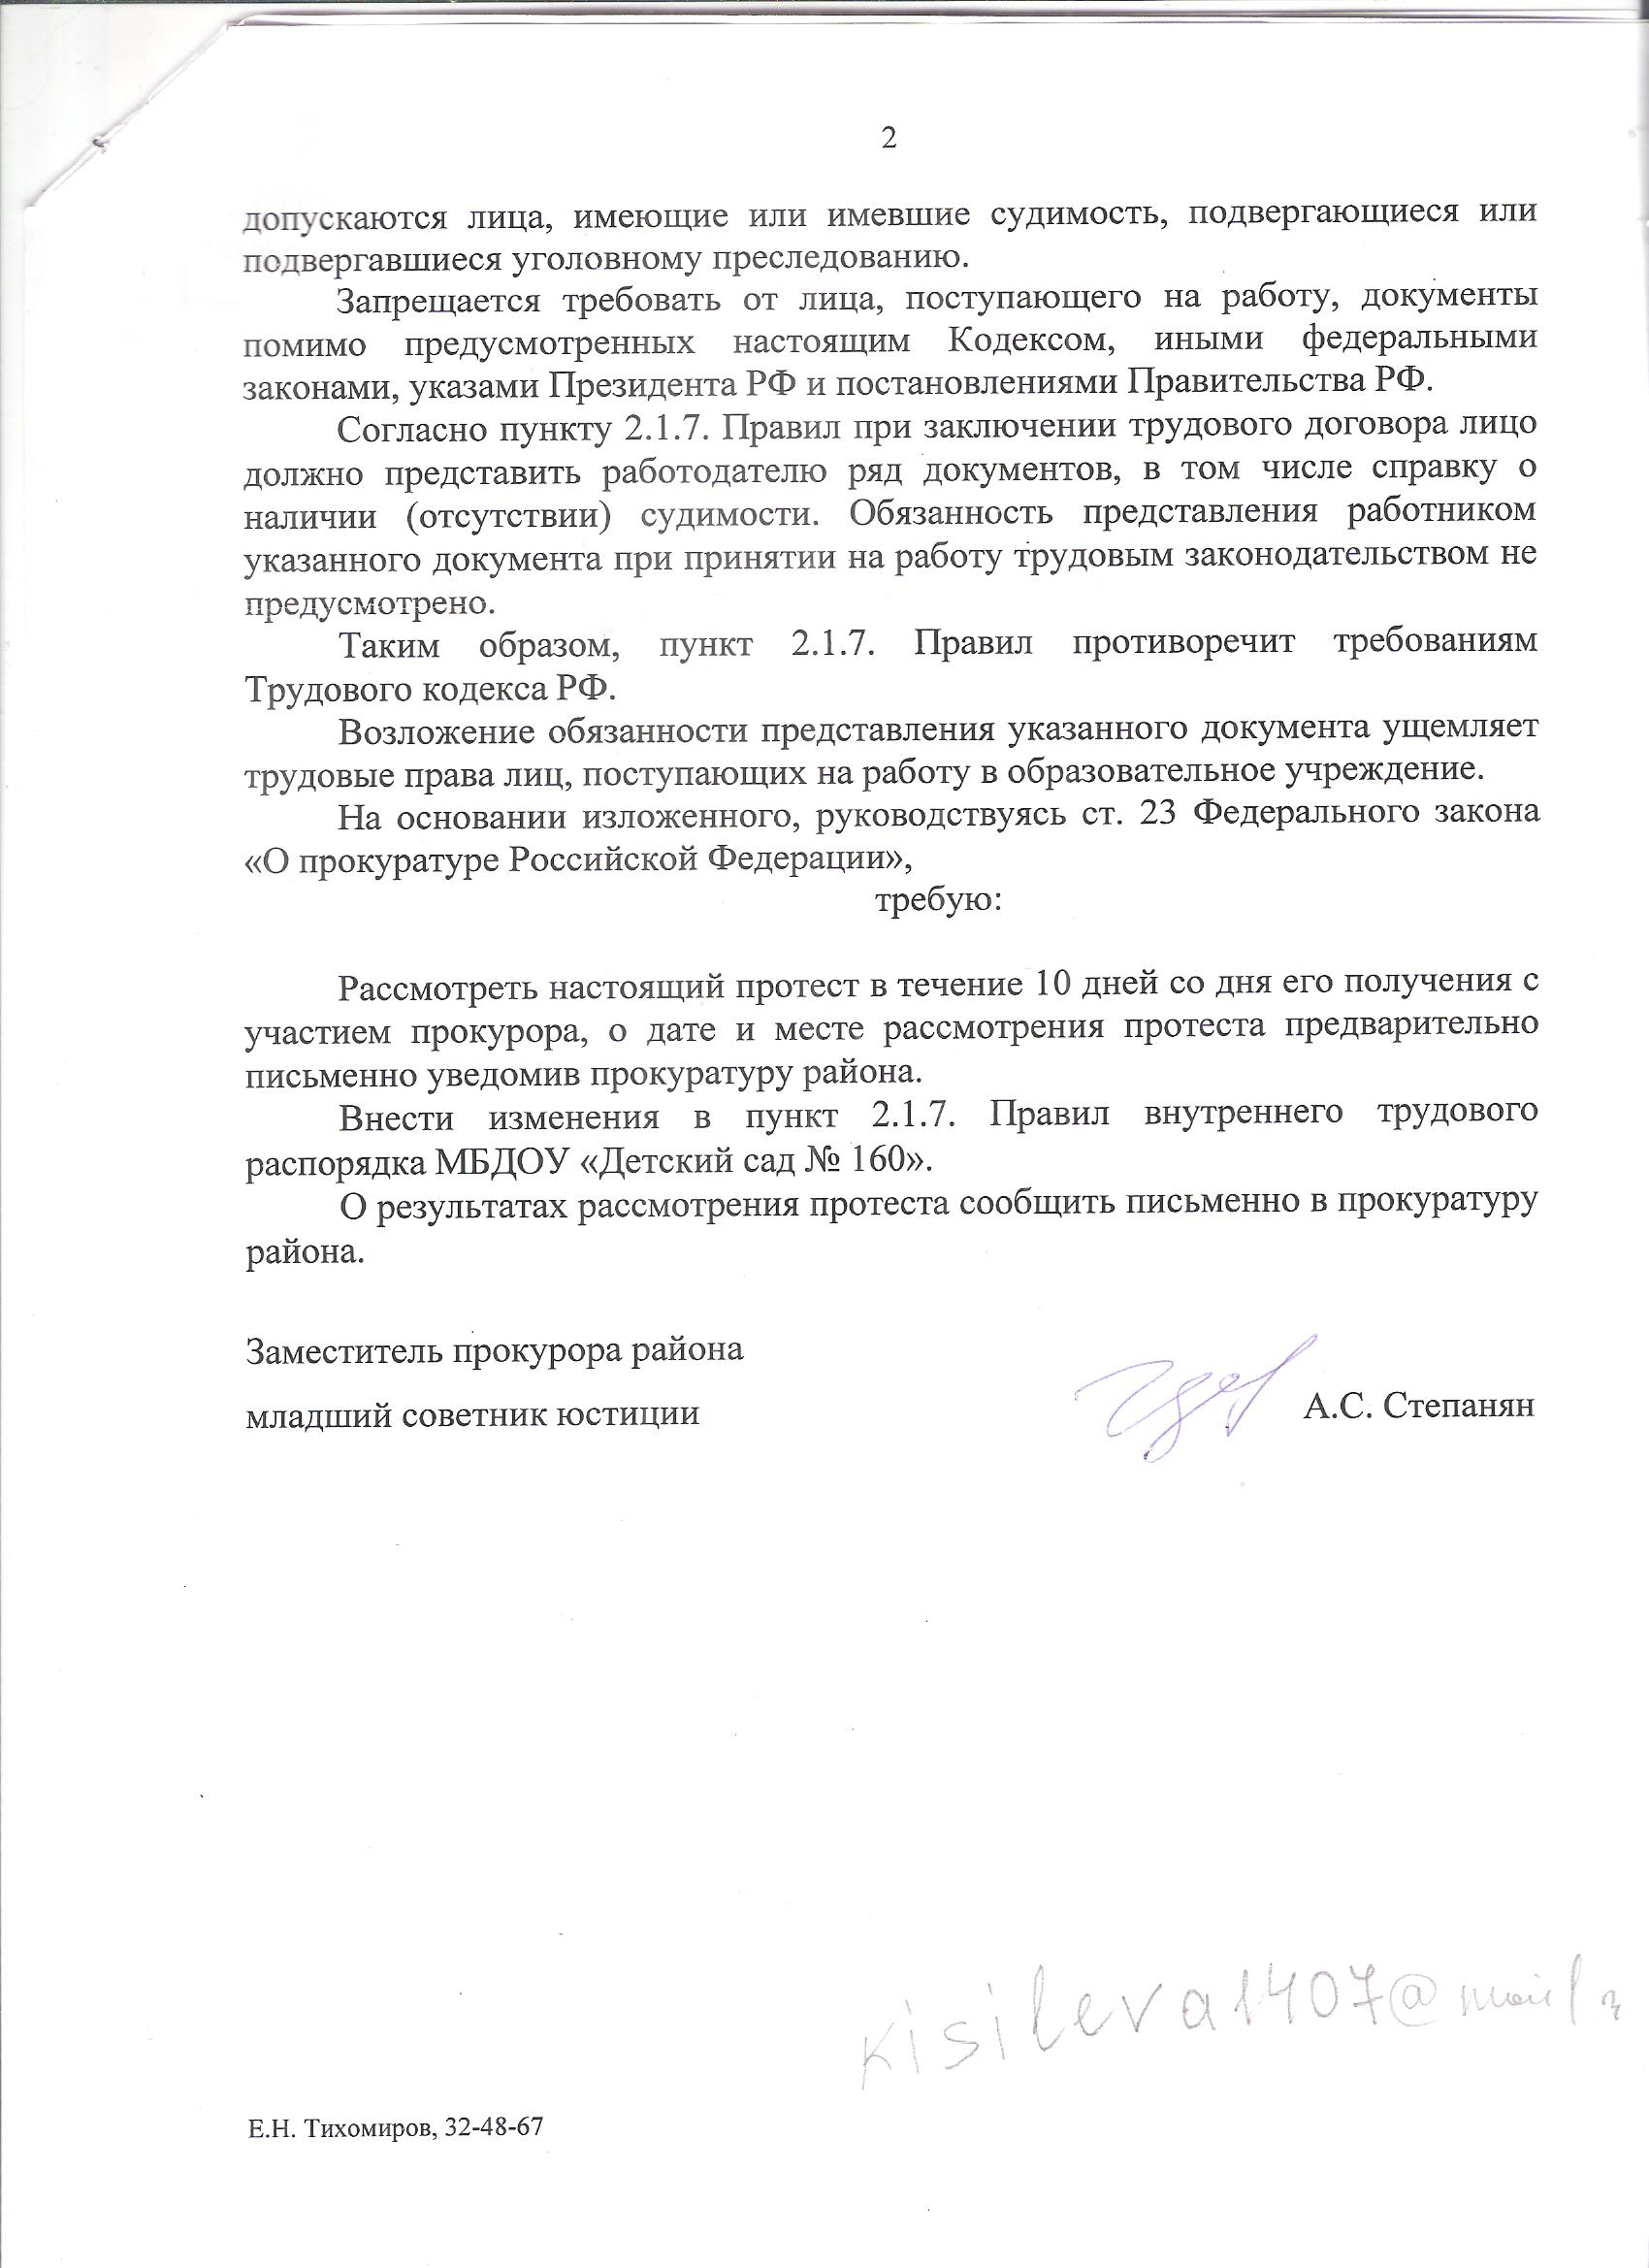 2
допускаются лица, имеющие или имевшие судимость, подвергающиеся или
подвергавшиеся уголовному преследованию.
Запрещается требовать от лица, поступающего на работу, документы
помимо предусмотренных настоящим Кодексом, иными федеральными
законами, указами Президента РФ и постановлениями Правительства РФ.
Согласно пункту 2.1.7. Правил при заключении трудового договора лицо
должно представить работодателю ряд документов, в том числе справку о
наличии (отсутствии) судимости. Обязанность представления работником
указанного документа при принятии на работу трудовым законодательством не
предусмотрено.
Таким образом, пункт 2.1.7. Правил противоречит требованиям
Трудового кодекса РФ.
Возложение обязанности представления указанного документа ущемляет
трудовые права лиц, поступающих на работу в образовательное учреждение.
На основании изложенного, руководствуясь ст. 23 Федерального закона
«О прокуратуре Российской Федерации»,
требую:
Рассмотреть настоящий протест в течение 10 дней со дня его получения с
участием прокурора, о дате и месте рассмотрения протеста предварительно
письменно уведомив прокуратуру района.
Внести изменения в пункт 2.1.7. Правил внутреннего трудового
распорядка МБДОУ «Детский сад № 160».
О результатах рассмотрения протеста сообщить письменно в прокуратуру
района.
Заместитель прокурора района
младший советник юстиции А.С. Степанян
kisileva1407@mail
Е.Н. Тихомиров, 32-48-67